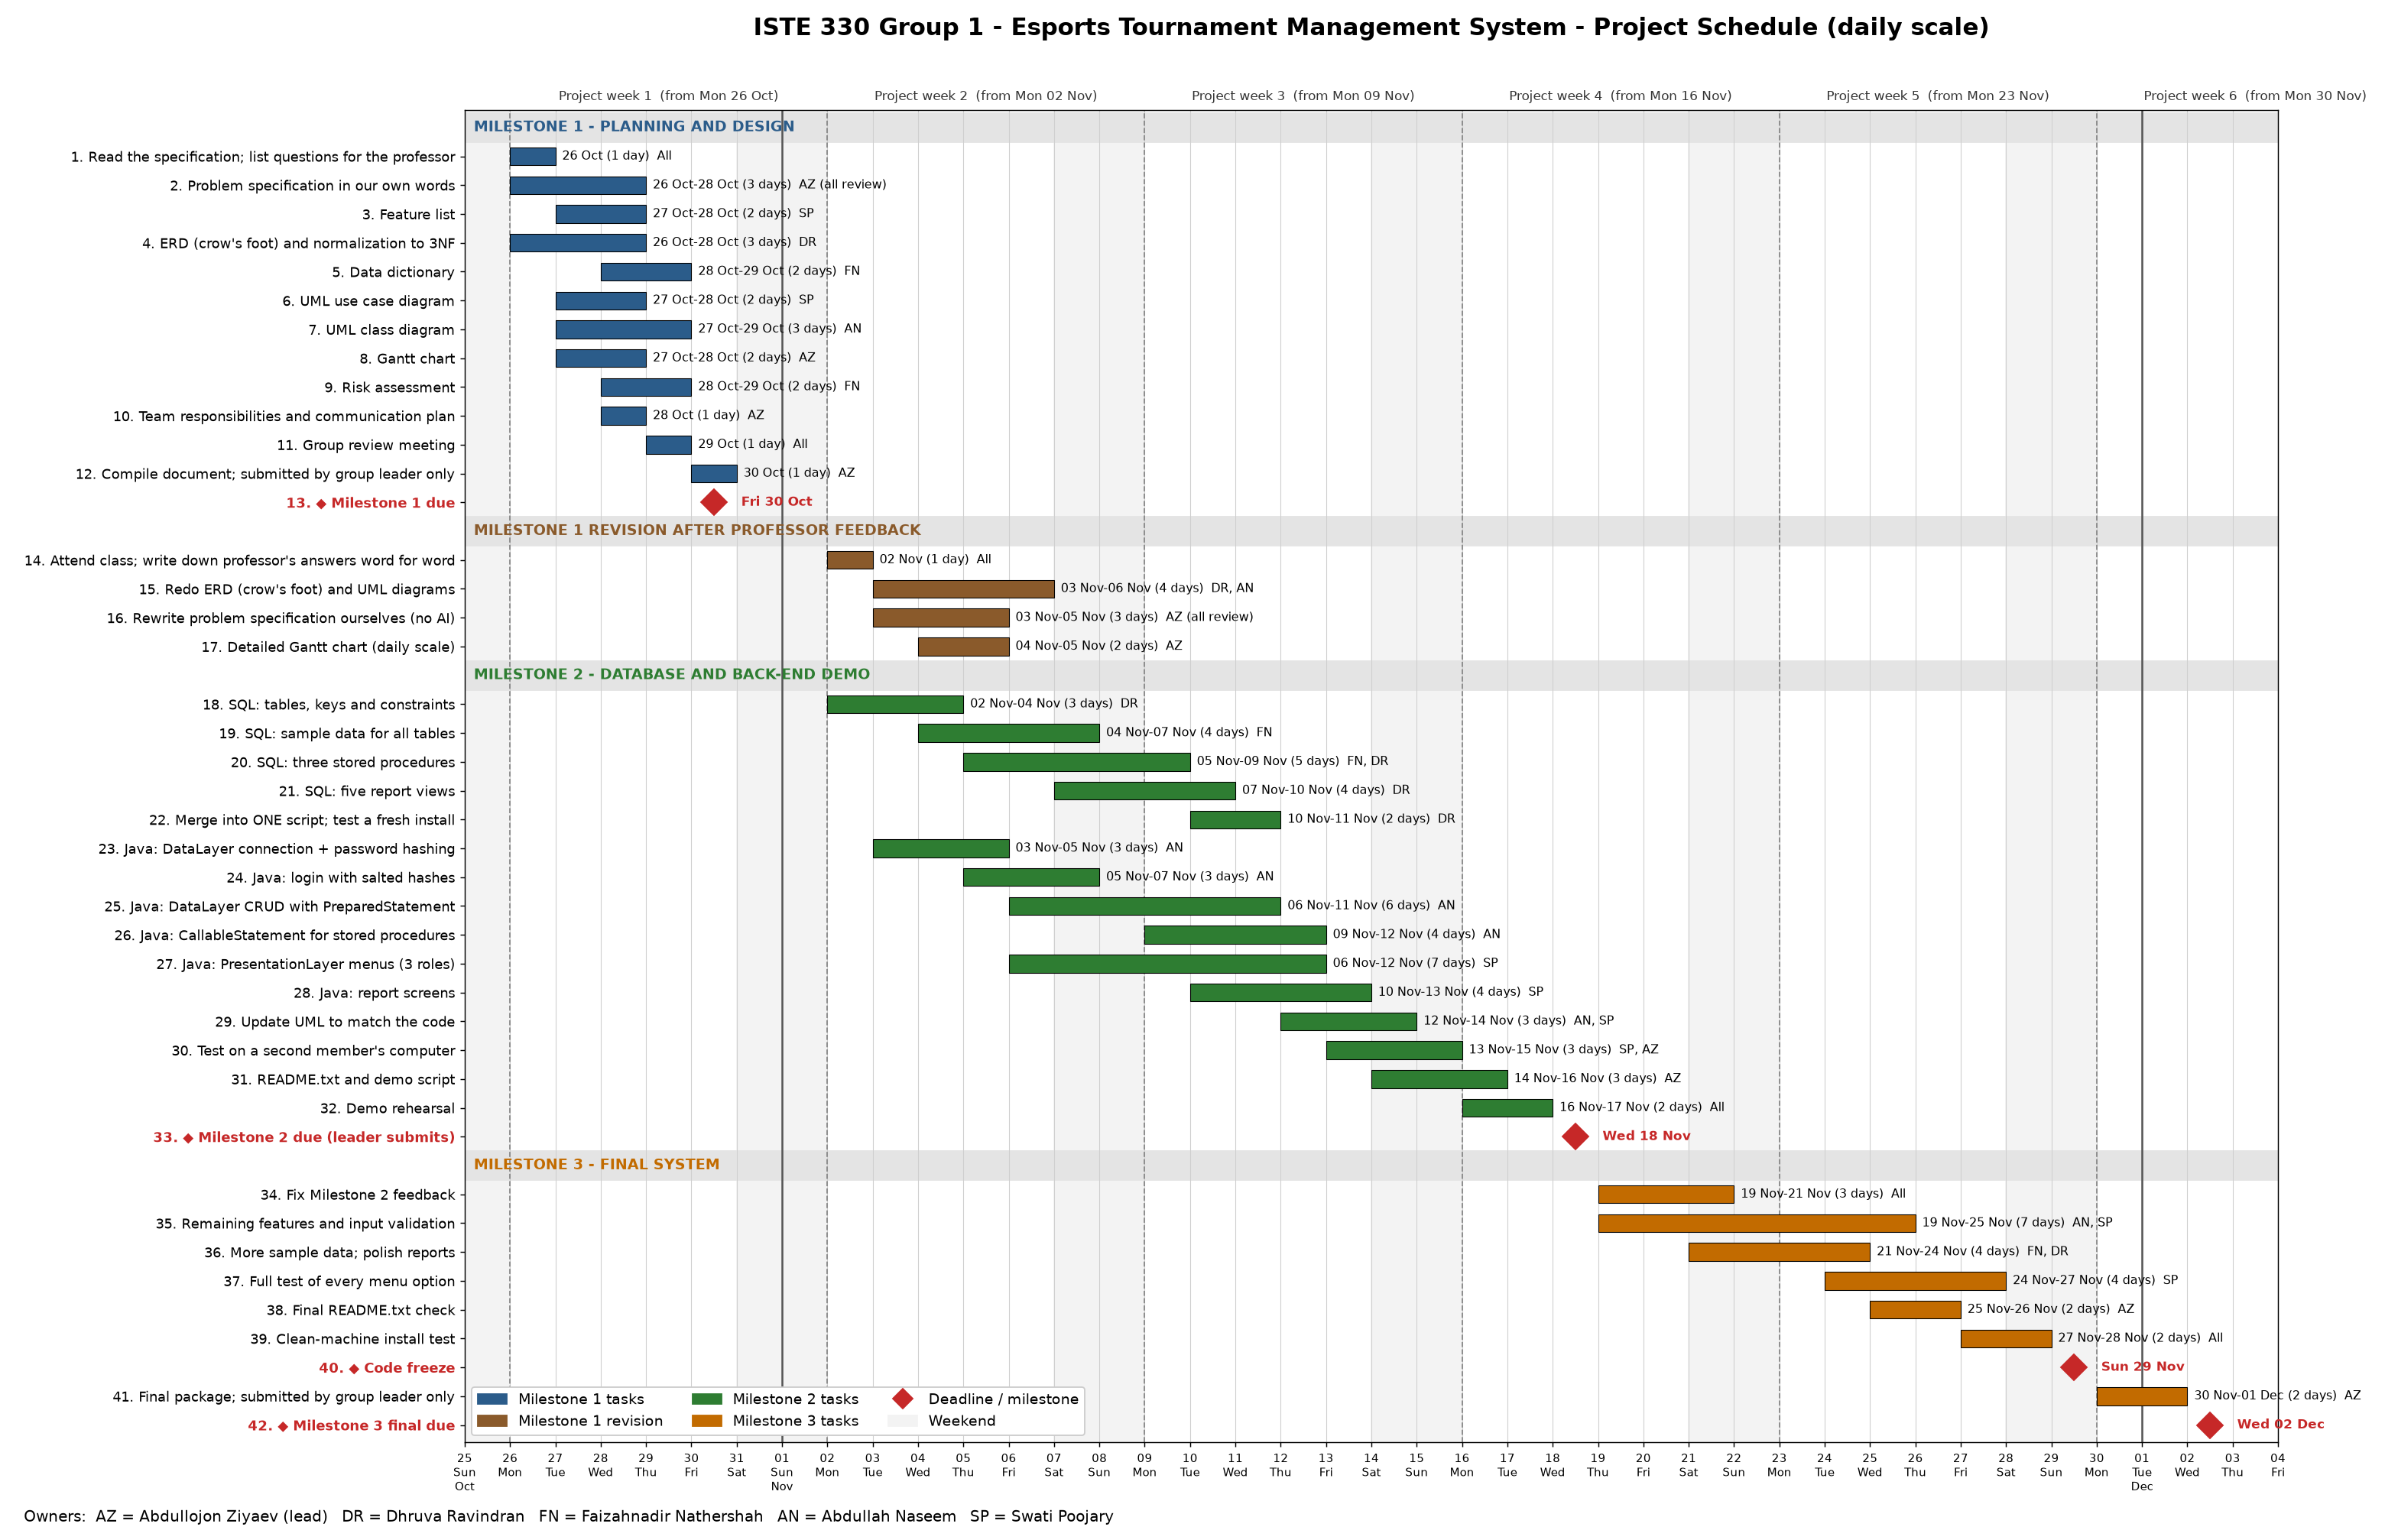 ISTE 330 Group 1 - Esports Tournament Management System - Project Schedule (daily scale)
Project week 1 (from Mon 26 Oct) Project week 2 (from Mon 02 Nov) Project week 3 (from Mon 09 Nov) Project week 4 (from Mon 16 Nov) Project week 5 (from Mon 23 Nov) Project week 6 (from Mon 30 Nov)
MILESTONE 1 - PLANNING AND DESIGN
1. Read the specification; list questions for the professor 26 Oct (1 day) All
2. Problem specification in our own words 26 Oct-28 Oct (3 days) AZ (all review)
3. Feature list 27 Oct-28 Oct (2 days) SP
4. ERD (crow's foot) and normalization to 3NF 26 Oct-28 Oct (3 days) DR
5. Data dictionary 28 Oct-29 Oct (2 days) FN
6. UML use case diagram 27 Oct-28 Oct (2 days) SP
7. UML class diagram 27 Oct-29 Oct (3 days) AN
8. Gantt chart 27 Oct-28 Oct (2 days) AZ
9. Risk assessment 28 Oct-29 Oct (2 days) FN
10. Team responsibilities and communication plan 28 Oct (1 day) AZ
11. Group review meeting 29 Oct (1 day) All
12. Compile document; submitted by group leader only 30 Oct (1 day) AZ
13. ◆ Milestone 1 due Fri 30 Oct
MILESTONE 1 REVISION AFTER PROFESSOR FEEDBACK
14. Attend class; write down professor's answers word for word 02 Nov (1 day) All
15. Redo ERD (crow's foot) and UML diagrams 03 Nov-06 Nov (4 days) DR, AN
16. Rewrite problem specification ourselves (no AI) 03 Nov-05 Nov (3 days) AZ (all review)
17. Detailed Gantt chart (daily scale) 04 Nov-05 Nov (2 days) AZ
MILESTONE 2 - DATABASE AND BACK-END DEMO
18. SQL: tables, keys and constraints 02 Nov-04 Nov (3 days) DR
19. SQL: sample data for all tables 04 Nov-07 Nov (4 days) FN
20. SQL: three stored procedures 05 Nov-09 Nov (5 days) FN, DR
21. SQL: five report views 07 Nov-10 Nov (4 days) DR
22. Merge into ONE script; test a fresh install 10 Nov-11 Nov (2 days) DR
23. Java: DataLayer connection + password hashing 03 Nov-05 Nov (3 days) AN
24. Java: login with salted hashes 05 Nov-07 Nov (3 days) AN
25. Java: DataLayer CRUD with PreparedStatement 06 Nov-11 Nov (6 days) AN
26. Java: CallableStatement for stored procedures 09 Nov-12 Nov (4 days) AN
27. Java: PresentationLayer menus (3 roles) 06 Nov-12 Nov (7 days) SP
28. Java: report screens 10 Nov-13 Nov (4 days) SP
29. Update UML to match the code 12 Nov-14 Nov (3 days) AN, SP
30. Test on a second member's computer 13 Nov-15 Nov (3 days) SP, AZ
31. README.txt and demo script 14 Nov-16 Nov (3 days) AZ
32. Demo rehearsal 16 Nov-17 Nov (2 days) All
33. ◆ Milestone 2 due (leader submits) Wed 18 Nov
MILESTONE 3 - FINAL SYSTEM
34. Fix Milestone 2 feedback 19 Nov-21 Nov (3 days) All
35. Remaining features and input validation 19 Nov-25 Nov (7 days) AN, SP
36. More sample data; polish reports 21 Nov-24 Nov (4 days) FN, DR
37. Full test of every menu option 24 Nov-27 Nov (4 days) SP
38. Final README.txt check 25 Nov-26 Nov (2 days) AZ
39. Clean-machine install test 27 Nov-28 Nov (2 days) All
40. ◆ Code freeze Sun 29 Nov
41. Final package; submitted by group leader only 30 Nov-01 Dec (2 days) AZ
42. ◆ Milestone 3 final due Wed 02 Dec
Milestone 1 tasks Milestone 2 tasks Deadline / milestone
Milestone 1 revision Milestone 3 tasks Weekend
25 26 27 28 29 30 31 01 02 03 04 05 06 07 08 09 10 11 12 13 14 15 16 17 18 19 20 21 22 23 24 25 26 27 28 29 30 01 02 03 04
Sun Mon Tue Wed Thu Fri Sat Sun Mon Tue Wed Thu Fri Sat Sun Mon Tue Wed Thu Fri Sat Sun Mon Tue Wed Thu Fri Sat Sun Mon Tue Wed Thu Fri Sat Sun Mon Tue Wed Thu Fri
Oct Nov Dec
Owners: AZ = Abdullojon Ziyaev (lead) DR = Dhruva Ravindran FN = Faizahnadir Nathershah AN = Abdullah Naseem SP = Swati Poojary